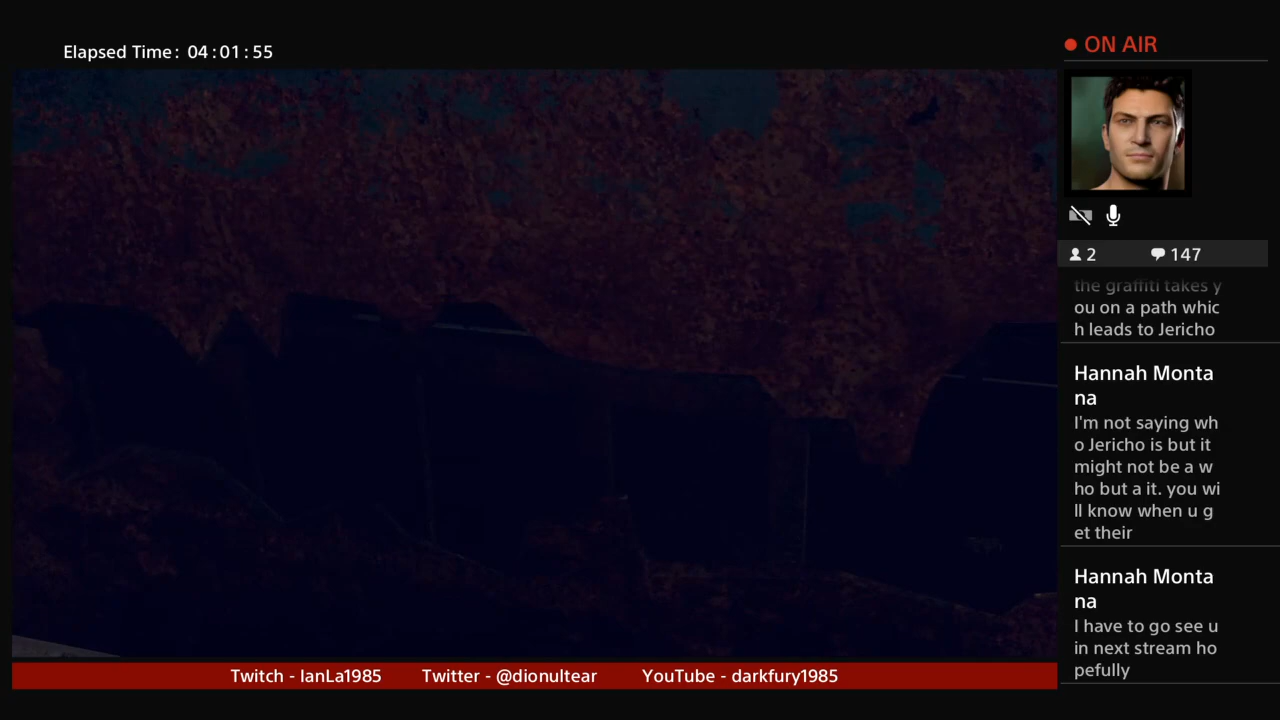 Elapsed Time: 04:01:55
ON AIR
2 147
the graffiti takes y
ou on a path whic
h leads to Jericho
Hannah Monta
na
I'm not saying wh
o Jericho is but it
might not be a w
ho but a it. you wi
ll know when u g
et their
Hannah Monta
na
I have to go see u
in next stream ho
pefully
Twitch - IanLa1985 Twitter - @dionultear YouTube - darkfury1985